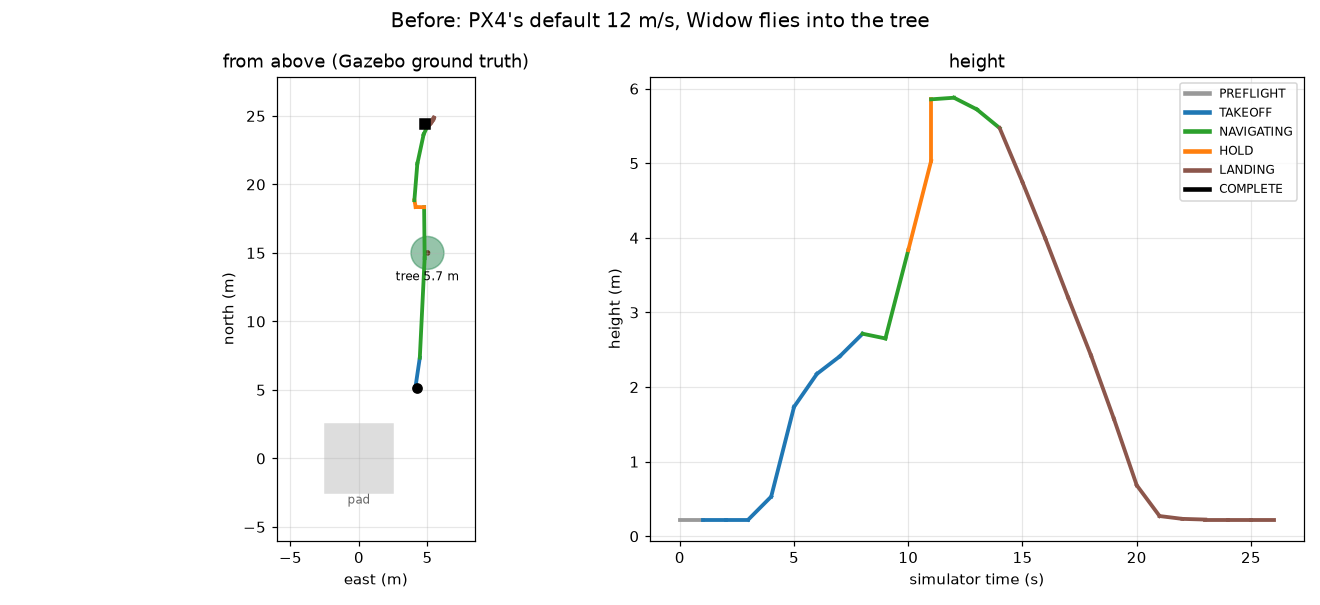 Before: PX4's default 12 m/s, Widow flies into the tree
from above (Gazebo ground truth)
25
20
15
10
5
0
−5
north (m)
tree 5.7 m
pad
−5
0
5
east (m)
height
6
5
4
3
2
1
0
height (m)
PREFLIGHT
TAKEOFF
NAVIGATING
HOLD
LANDING
COMPLETE
0
5
10
15
20
25
simulator time (s)